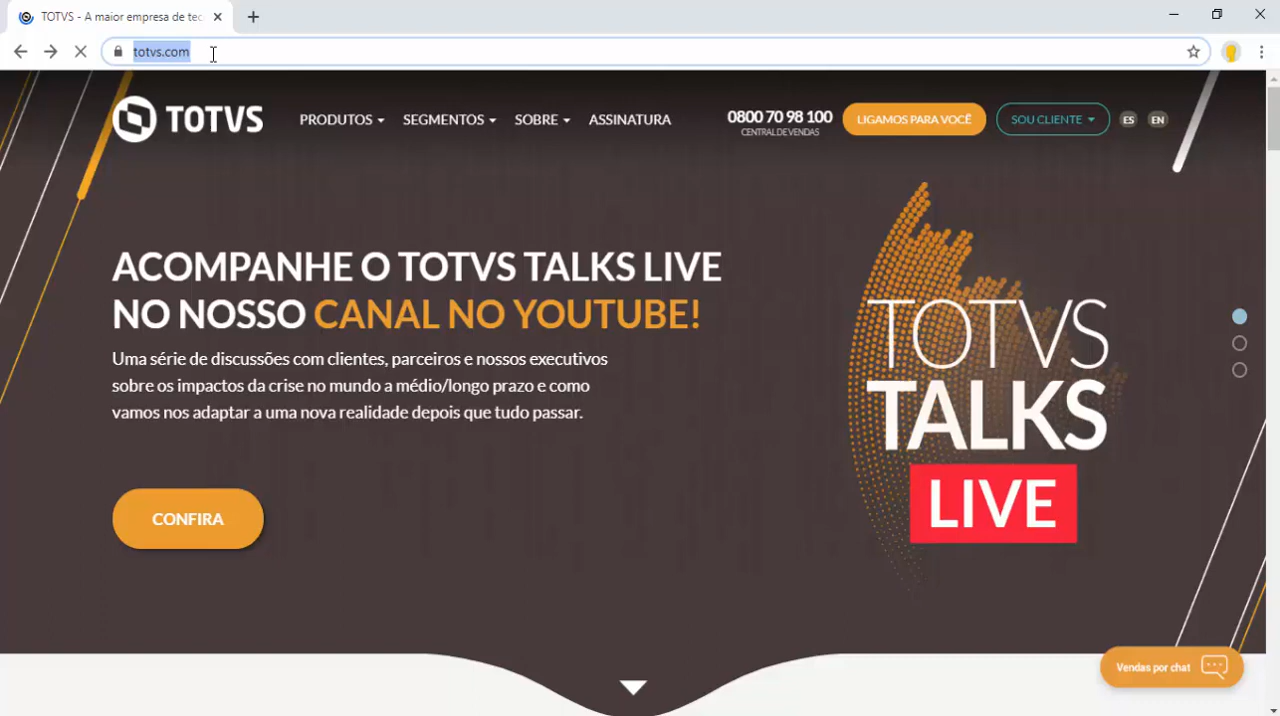 TOTVS - A maior empresa de tec
totvs.com
TOTVS
PRODUTOS
SEGMENTOS
SOBRE
ASSINATURA
0800 70 98 100
CENTRAL DE VENDAS
LIGAMOS PARA VOCÊ
SOU CLIENTE
ES
EN
ACOMPANHE O TOTVS TALKS LIVE
NO NOSSO CANAL NO YOUTUBE!
Uma série de discussões com clientes, parceiros e nossos executivos
sobre os impactos da crise no mundo a médio/longo prazo e como
vamos nos adaptar a uma nova realidade depois que tudo passar.
CONFIRA
TOTVS
TALKS
LIVE
Vendas por chat